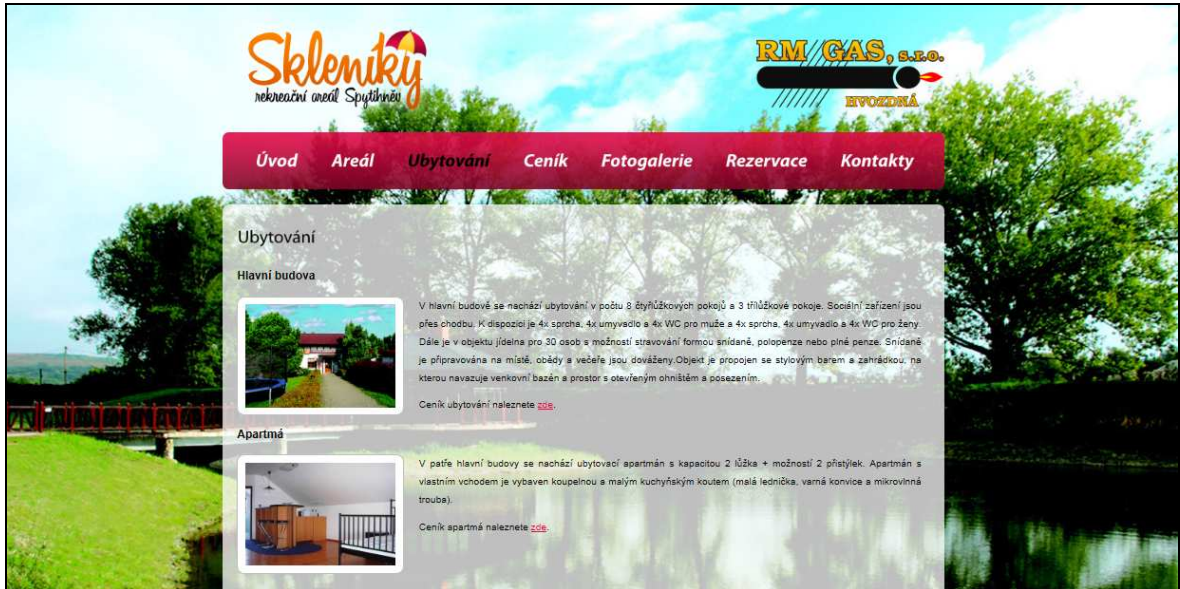 Skleníky
rekreační areál Spytihněv
RM GAS, s.r.o.
HVOZDNÁ
Úvod Areál Ubytování Ceník Fotogalerie Rezervace Kontakty
Ubytování
Hlavní budova
V hlavní budově se nachází ubytování v počtu 8 čtyřlůžkových pokojů a 3 třílůžkové pokoje. Sociální zařízení jsou
přes chodbu. K dispozici je 4x sprcha, 4x umyvadlo a 4x WC pro muže a 4x sprcha, 4x umyvadlo a 4x WC pro ženy.
Dále je v objektu jídelna pro 30 osob s možností stravování formou snídaně, polopenze nebo plné penze. Snídaně
je připravována na místě, obědy a večeře jsou dováženy.Objekt je propojen se stylovým barem a zahrádkou, na
kterou navazuje venkovní bazén a prostor s otevřeným ohništěm a posezením.
Ceník ubytování naleznete zde.
Apartmá
V patře hlavní budovy se nachází ubytovací apartmán s kapacitou 2 lůžka + možností 2 přistýlek. Apartmán s
vlastním vchodem je vybaven koupelnou a malým kuchyňským koutem (malá lednička, varná konvice a mikrovlnná
trouba).
Ceník apartmá naleznete zde.